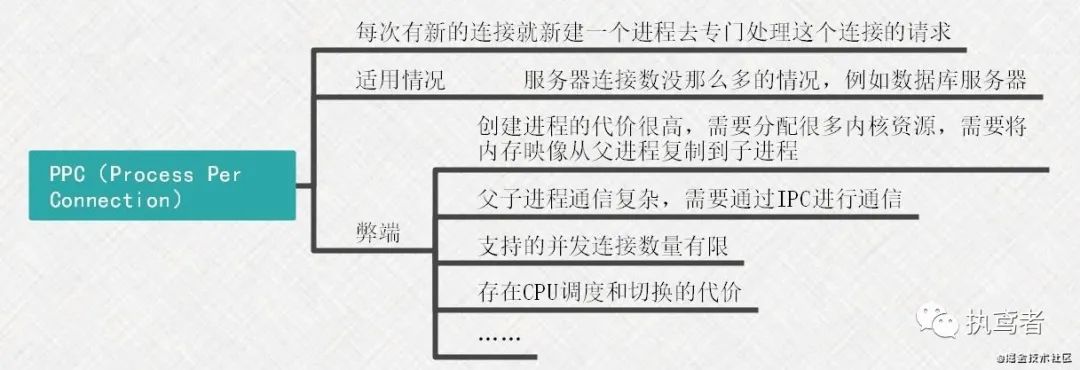 每次有新的连接就新建一个进程去专门处理这个连接的请求
适用情况
服务器连接数没那么多的情况，例如数据库服务器
PPC（Process Per
Connection）
弊端
创建进程的代价很高，需要分配很多内核资源，需要将
内存映像从父进程复制到子进程
父子进程通信复杂，需要通过IPC进行通信
支持的并发连接数量有限
存在CPU调度和切换的代价
……
执鸢者
@掘金技术社区